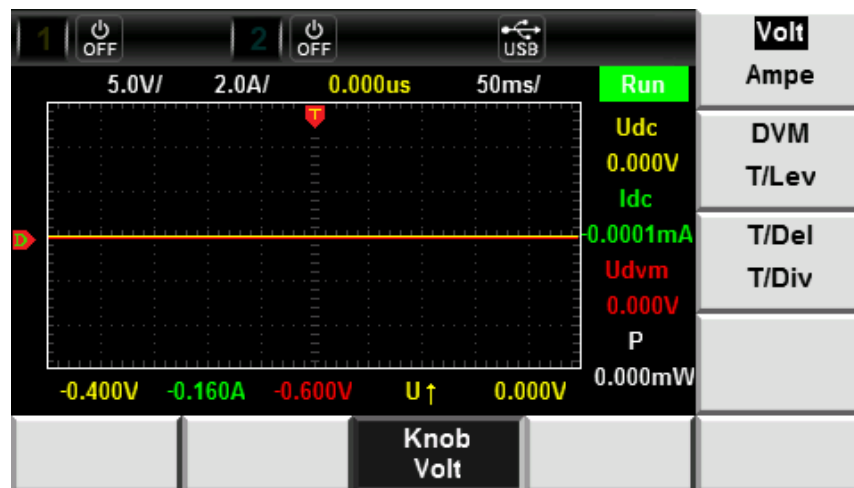 1 OFF 2 OFF USB
5.0V/ 2.0A/ 0.000us 50ms/ Run
T
Udc
0.000V
Idc
D
-0.0001mA
Udvm
0.000V
P
0.000mW
-0.400V -0.160A -0.600V U↑ 0.000V
Volt
Ampe
DVM
T/Lev
T/Del
T/Div
Knob
Volt